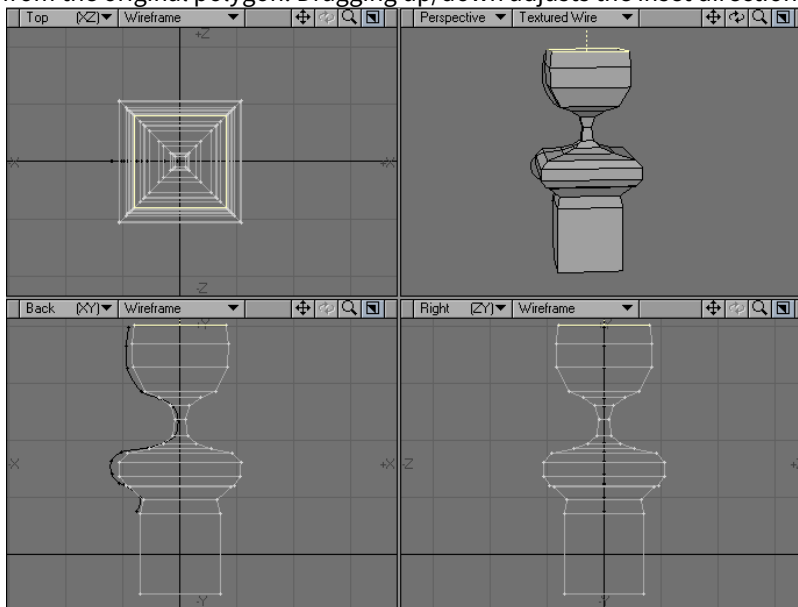 from the original polygon. Dragging up/down adjusts the inset direction
Top (XZ) Wireframe
Perspective Textured Wire
+Z
-X +X
-Z
Back (XY) Wireframe
Right (ZY) Wireframe
+Y
-X +X
-Z
-Y
-Y